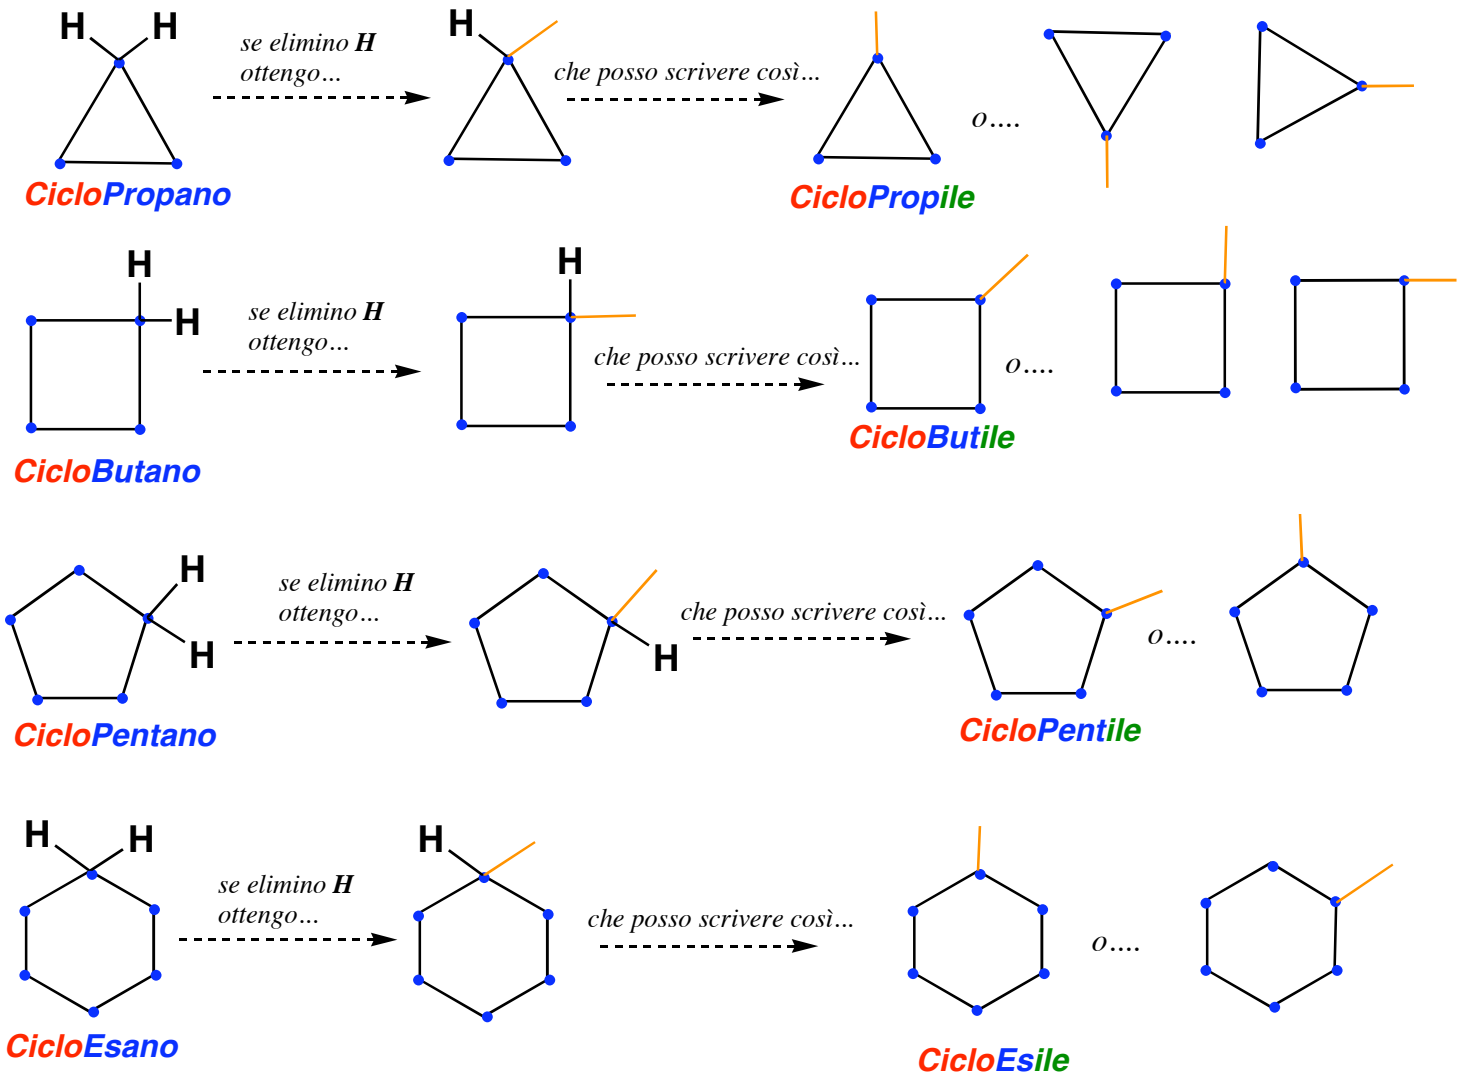 H H
se elimino H
ottengo...
H
che posso scrivere così...
o....
CicloPropano
CicloPropile
H
H
se elimino H
ottengo...
H
che posso scrivere così...
o....
CicloButano
CicloButile
H
H
se elimino H
ottengo...
H
che posso scrivere così...
o....
CicloPentano
CicloPentile
H H
se elimino H
ottengo...
H
che posso scrivere così...
o....
CicloEsano
CicloEsile